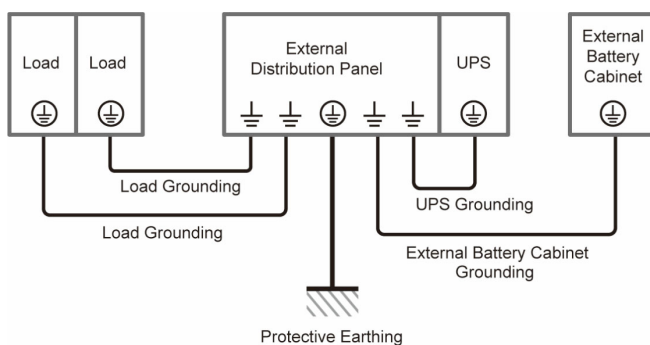 Load
Load
External
Distribution Panel
UPS
External
Battery
Cabinet
Load Grounding
UPS Grounding
Load Grounding
External Battery Cabinet
Grounding
Protective Earthing